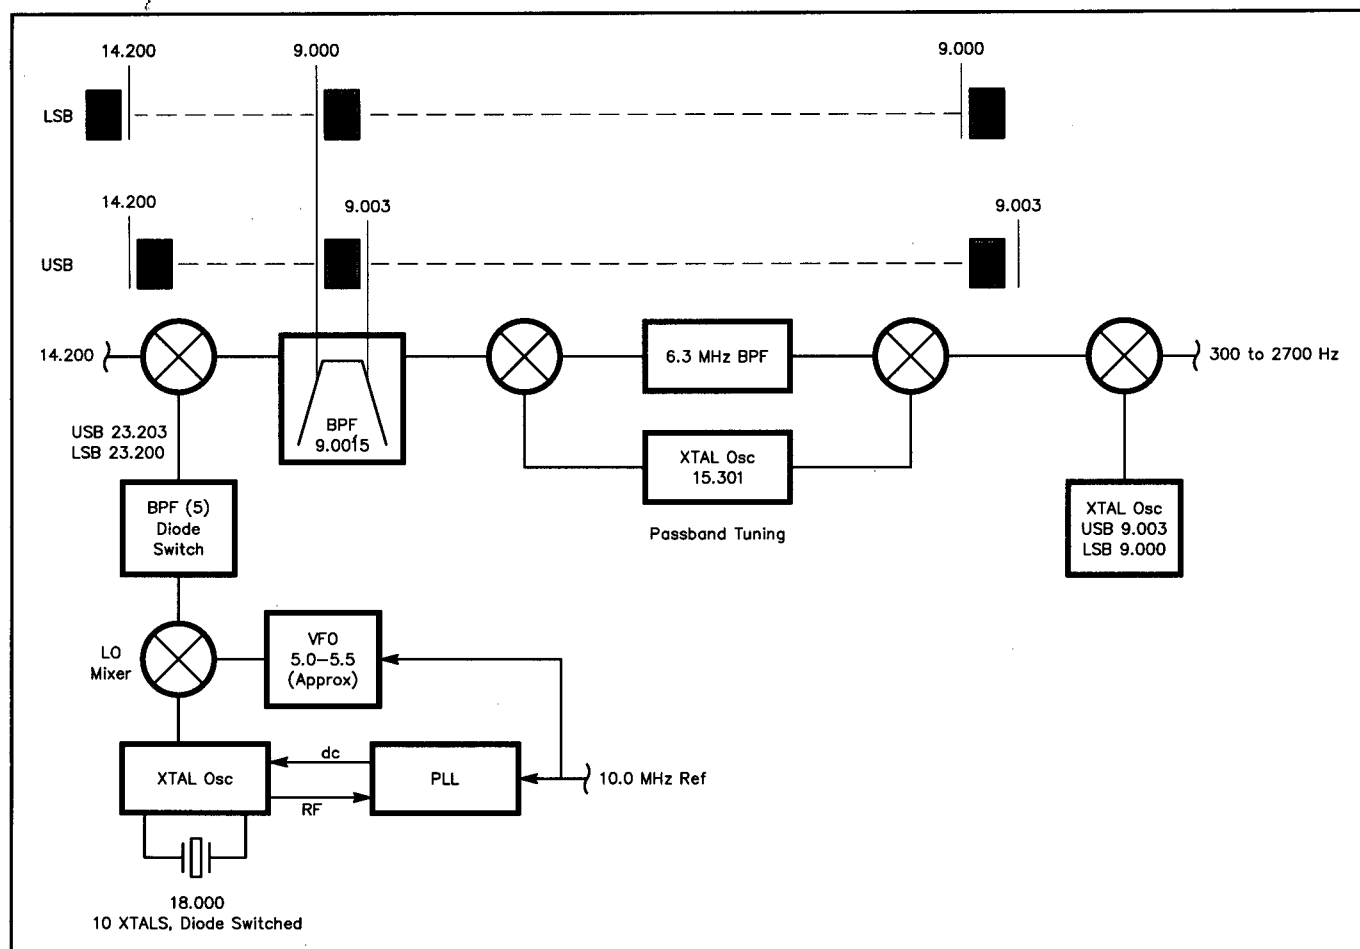 14.200
9.000
9.000
LSB
14.200
9.003
9.003
USB
14.200
6.3 MHz BPF
300 to 2700 Hz
BPF
9.0015
USB 23.203
LSB 23.200
XTAL Osc
15.301
BPF (5)
Diode
Switch
Passband Tuning
XTAL Osc
USB 9.003
LSB 9.000
LO
Mixer
VFO
5.0–5.5
(Approx)
XTAL Osc
dc
RF
PLL
10.0 MHz Ref
18.000
10 XTALS, Diode Switched